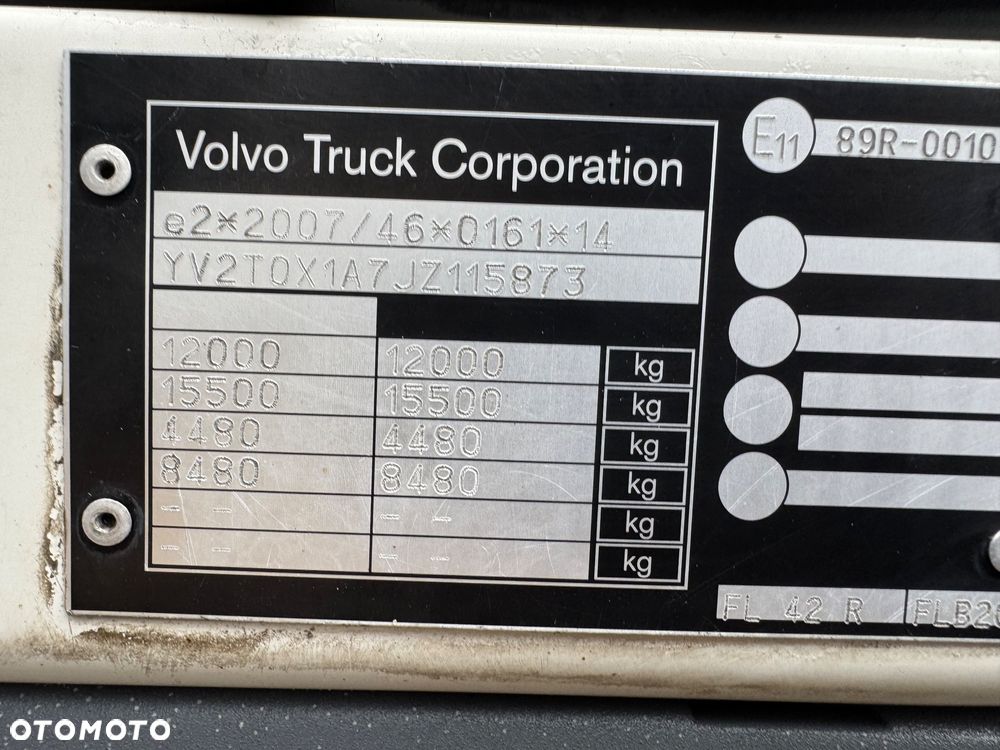 Volvo Truck Corporation
e2*2007/46*0161*14
YV2T0X1A7JZ115873
12000 12000 kg
15500 15500 kg
4480 4480 kg
8480 8480 kg
- - - - kg
- - - - kg
E11 89R-0010
FL 42 R FLB20
OTOMOTO